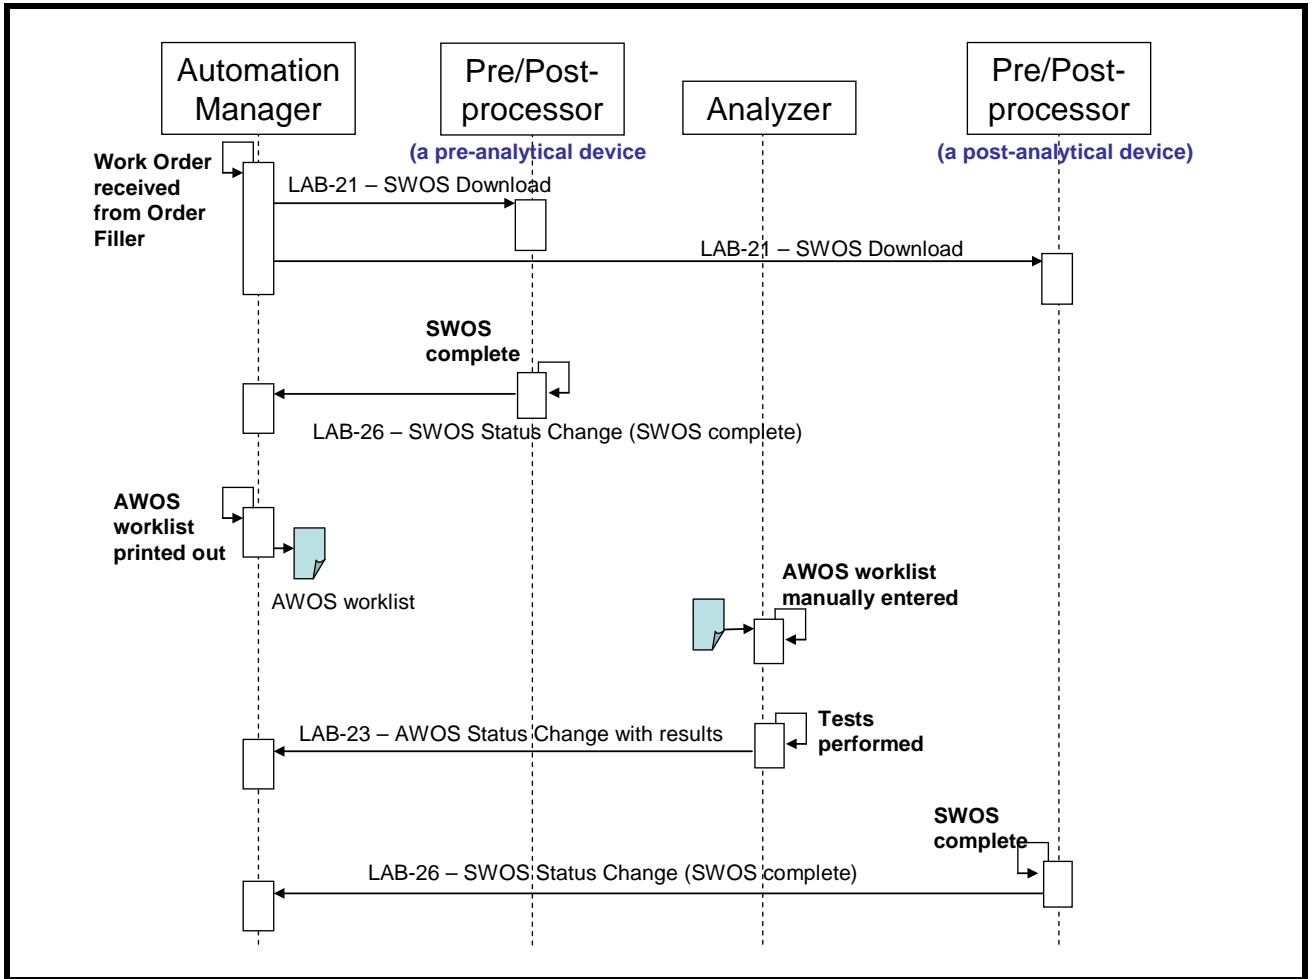 Automation
Manager
Pre/Post-
processor
Analyzer
Pre/Post-
processor
(a pre-analytical device
(a post-analytical device)
Work Order
received
from Order
Filler
LAB-21 – SWOS Download
LAB-21 – SWOS Download
SWOS
complete
LAB-26 – SWOS Status Change (SWOS complete)
AWOS
worklist
printed out
AWOS worklist
AWOS worklist
manually entered
Tests
performed
LAB-23 – AWOS Status Change with results
SWOS
complete
LAB-26 – SWOS Status Change (SWOS complete)